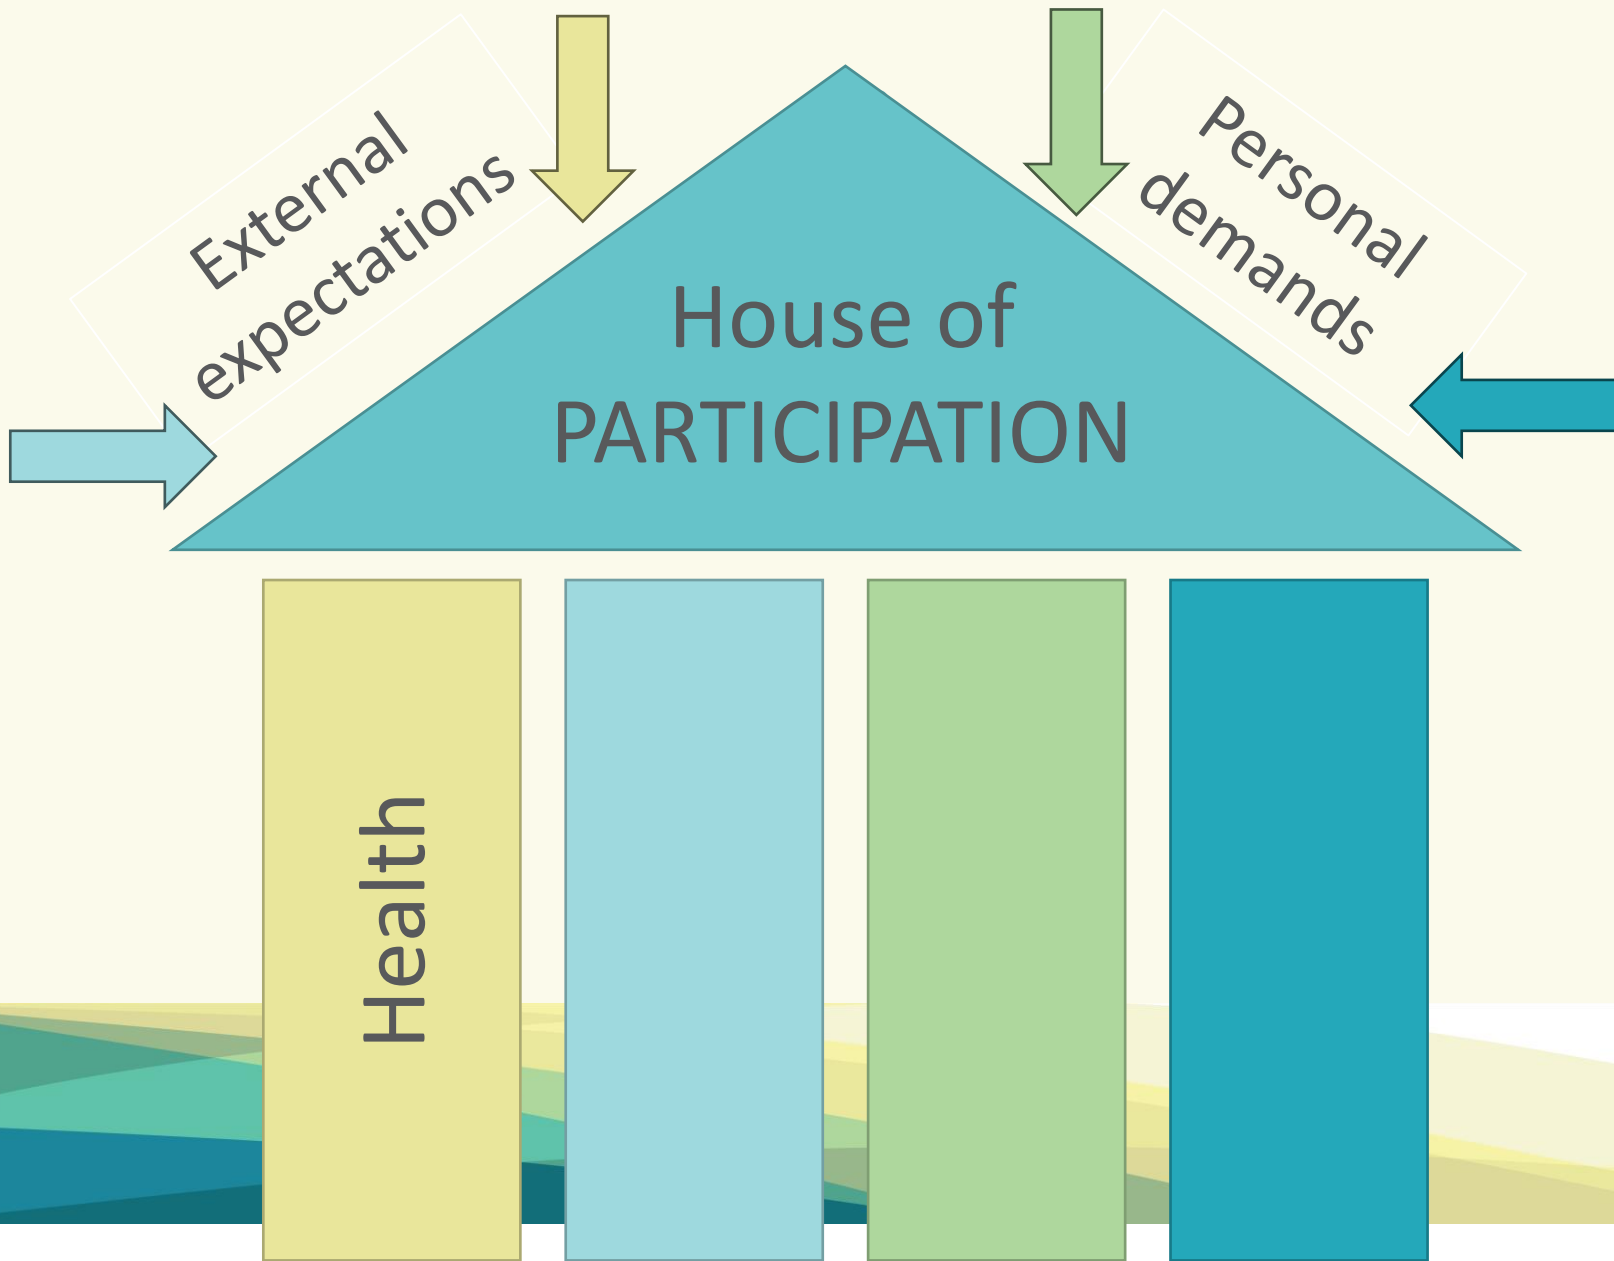 External
expectations
Personal
demands
House of
PARTICIPATION
Health